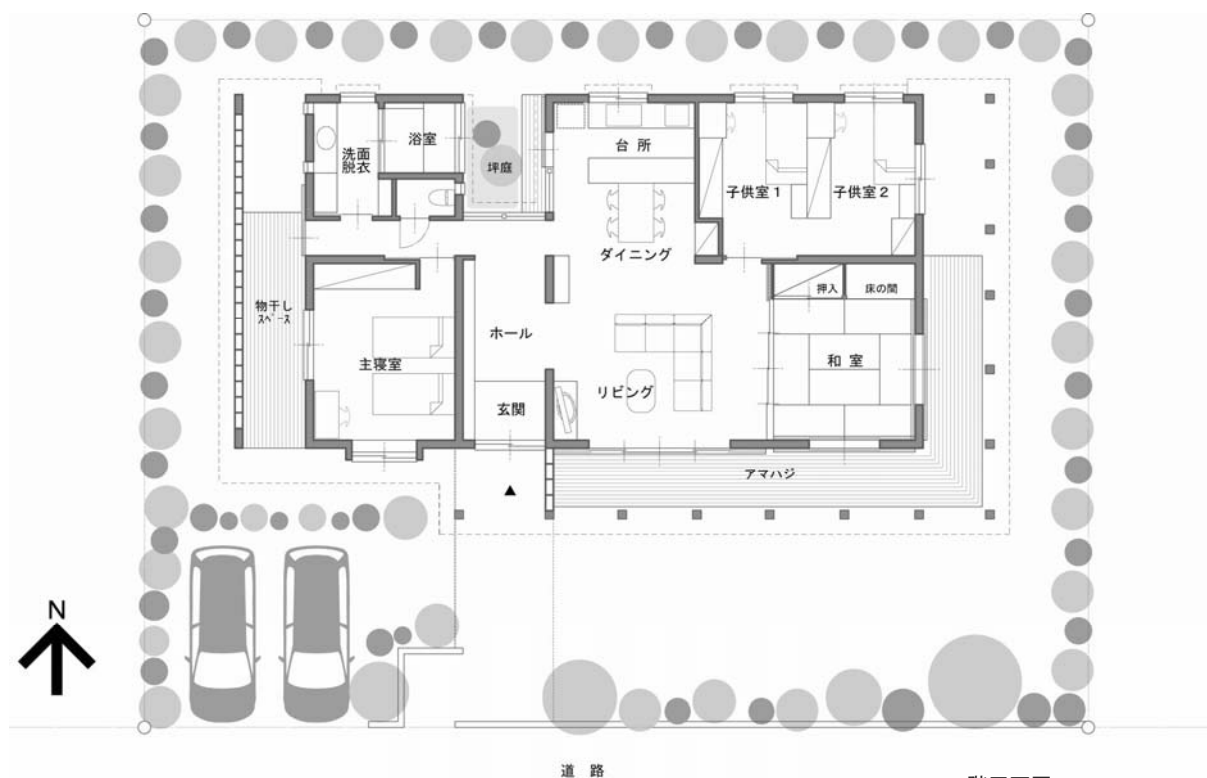 浴室
洗面
脱衣
坪庭
台 所
子供室1
子供室2
ダイニング
物干し
スペース
押入
床の間
ホール
主寝室
和 室
リビング
玄関
アマハジ
N
道 路